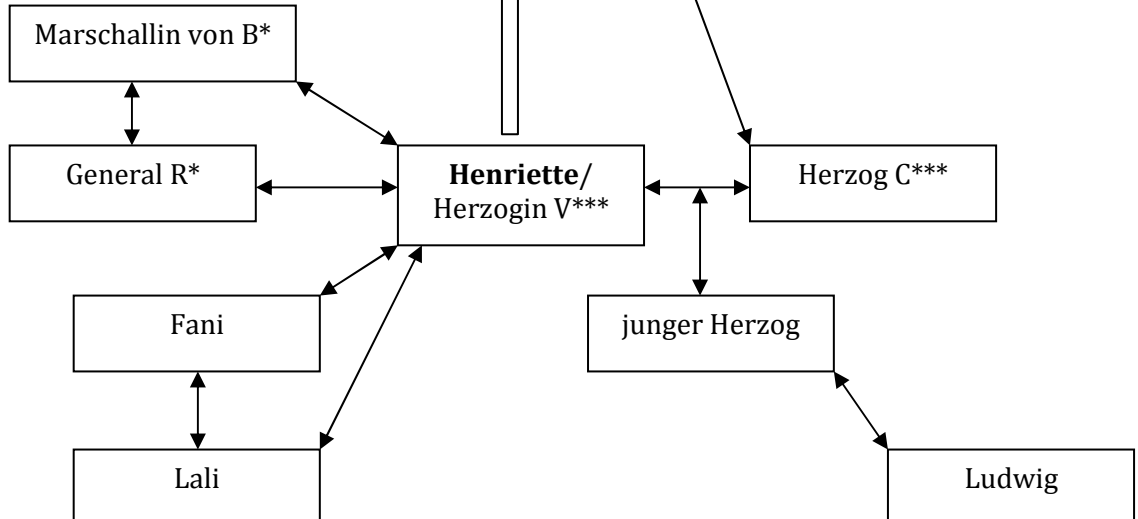 Marschallin von B*
General R*
Henriette/
Herzogin V***
Herzog C***
Fani
junger Herzog
Lali
Ludwig